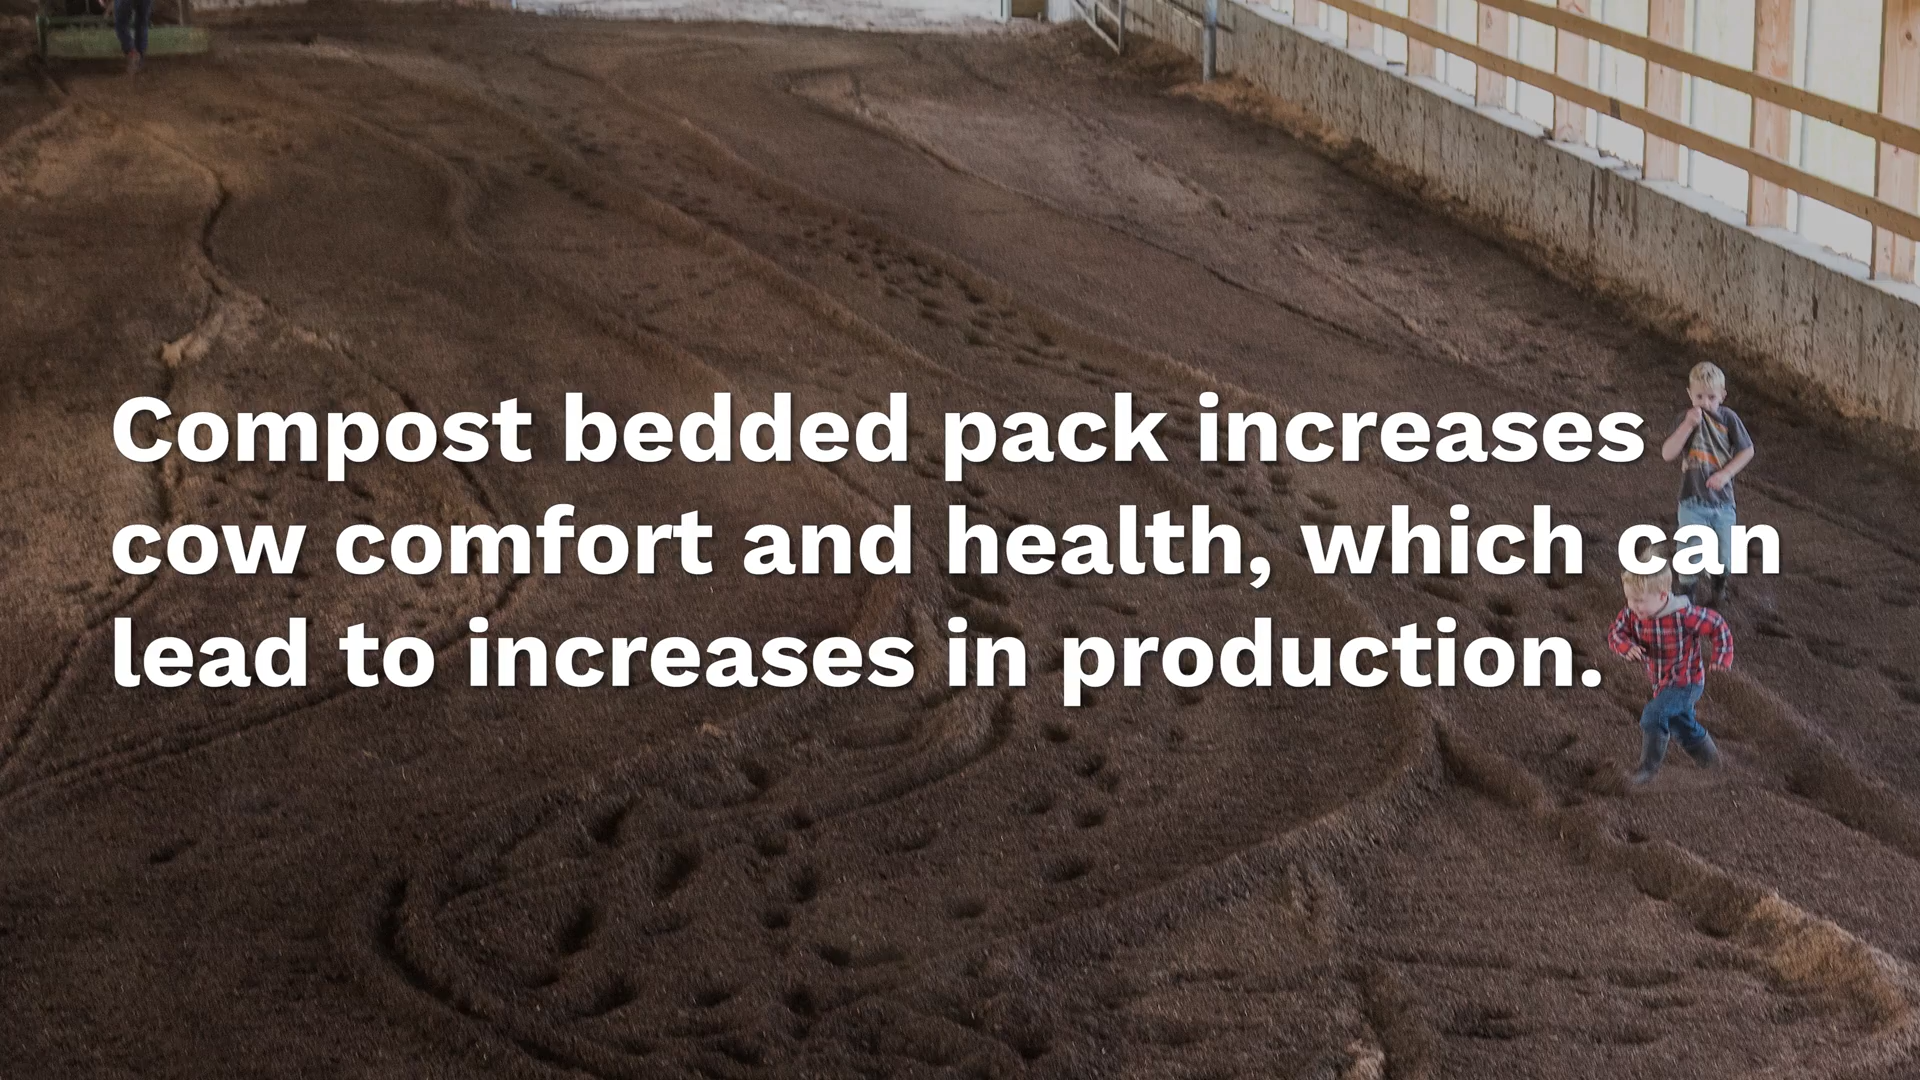 Compost bedded pack increases
cow comfort and health, which can
lead to increases in production.